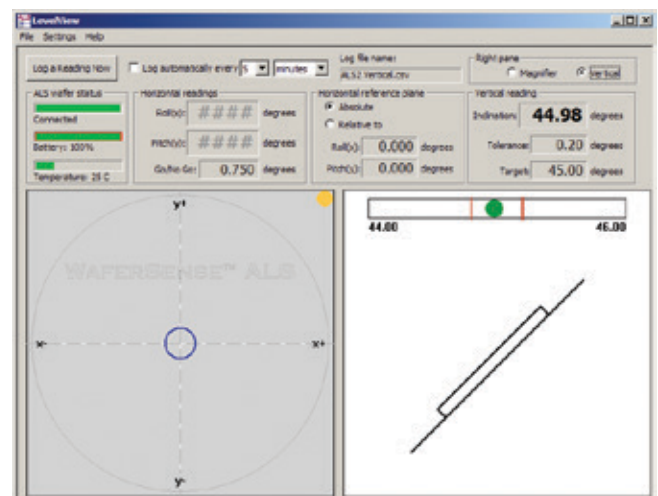 LevelView
File Settings Help
Log a Reading Now
Log automatically every 5 minutes
Log file name:
ALS2 Vertical.csv
Right pane
Magnifier Vertical
ALS wafer status
Connected
Battery: 100%
Temperature: 25 C
Horizontal readings
Roll(x): #### degrees
Pitch(y): #### degrees
Go/No Go: 0.750 degrees
Horizontal reference plane
Absolute
Relative to
Roll(x): 0.000 degrees
Pitch(y): 0.000 degrees
Vertical reading
Inclination: 44.98 degrees
Tolerance: 0.20 degrees
Target: 45.00 degrees
y+
WAFERSENSE™ ALS
x- x+
y-
44.00 46.00